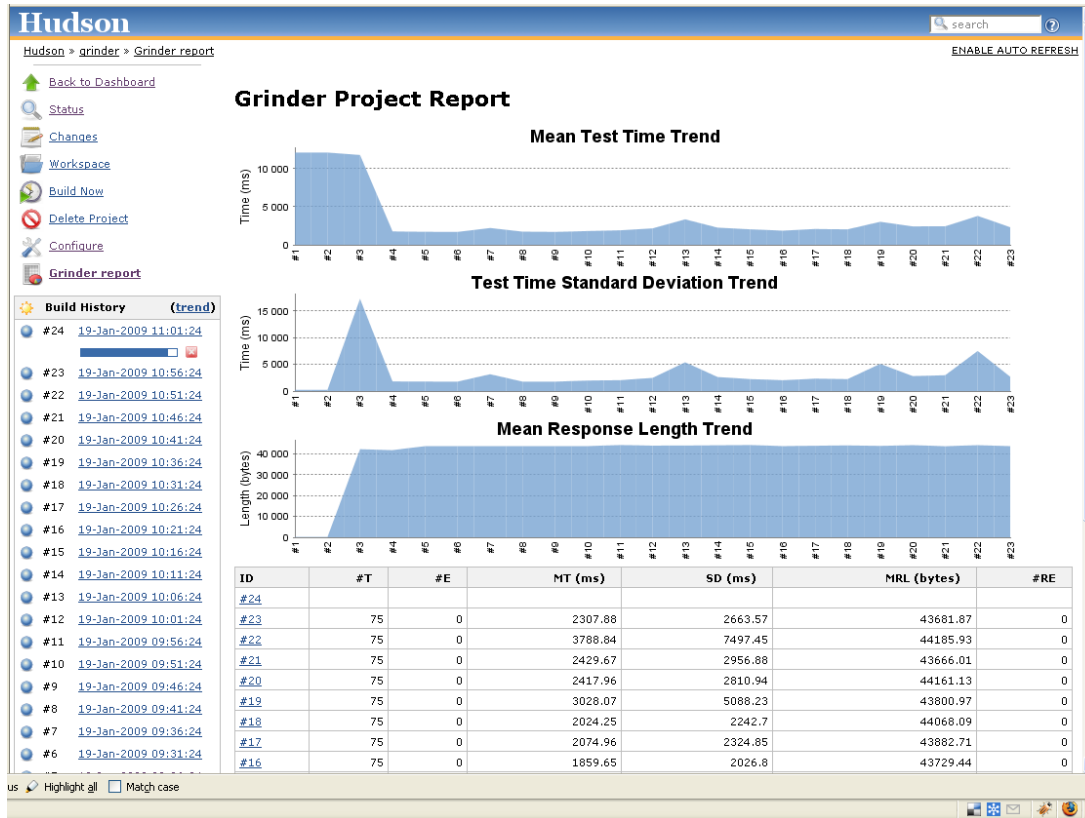 Hudson
search
Hudson » grinder » Grinder report
ENABLE AUTO REFRESH
Back to Dashboard
Status
Changes
Workspace
Build Now
Delete Project
Configure
Grinder report
Build History (trend)
#24 19-Jan-2009 11:01:24
#23 19-Jan-2009 10:56:24
#22 19-Jan-2009 10:51:24
#21 19-Jan-2009 10:46:24
#20 19-Jan-2009 10:41:24
#19 19-Jan-2009 10:36:24
#18 19-Jan-2009 10:31:24
#17 19-Jan-2009 10:26:24
#16 19-Jan-2009 10:21:24
#15 19-Jan-2009 10:16:24
#14 19-Jan-2009 10:11:24
#13 19-Jan-2009 10:06:24
#12 19-Jan-2009 10:01:24
#11 19-Jan-2009 09:56:24
#10 19-Jan-2009 09:51:24
#9 19-Jan-2009 09:46:24
#8 19-Jan-2009 09:41:24
#7 19-Jan-2009 09:36:24
#6 19-Jan-2009 09:31:24
Grinder Project Report
Mean Test Time Trend
Time (ms)
10 000
5 000
0
#1 #2 #3 #4 #5 #6 #7 #8 #9 #10 #11 #12 #13 #14 #15 #16 #17 #18 #19 #20 #21 #22 #23
Test Time Standard Deviation Trend
Time (ms)
15 000
10 000
5 000
0
#1 #2 #3 #4 #5 #6 #7 #8 #9 #10 #11 #12 #13 #14 #15 #16 #17 #18 #19 #20 #21 #22 #23
Mean Response Length Trend
Length (bytes)
40 000
30 000
20 000
10 000
0
#1 #2 #3 #4 #5 #6 #7 #8 #9 #10 #11 #12 #13 #14 #15 #16 #17 #18 #19 #20 #21 #22 #23
ID #T #E MT (ms) SD (ms) MRL (bytes) #RE
#24
#23 75 0 2307.88 2663.57 43681.87 0
#22 75 0 3788.84 7497.45 44185.93 0
#21 75 0 2429.67 2956.88 43666.01 0
#20 75 0 2417.96 2810.94 44161.13 0
#19 75 0 3028.07 5088.23 43800.97 0
#18 75 0 2024.25 2242.7 44068.09 0
#17 75 0 2074.96 2324.85 43882.71 0
#16 75 0 1859.65 2026.8 43729.44 0
us Highlight all Match case